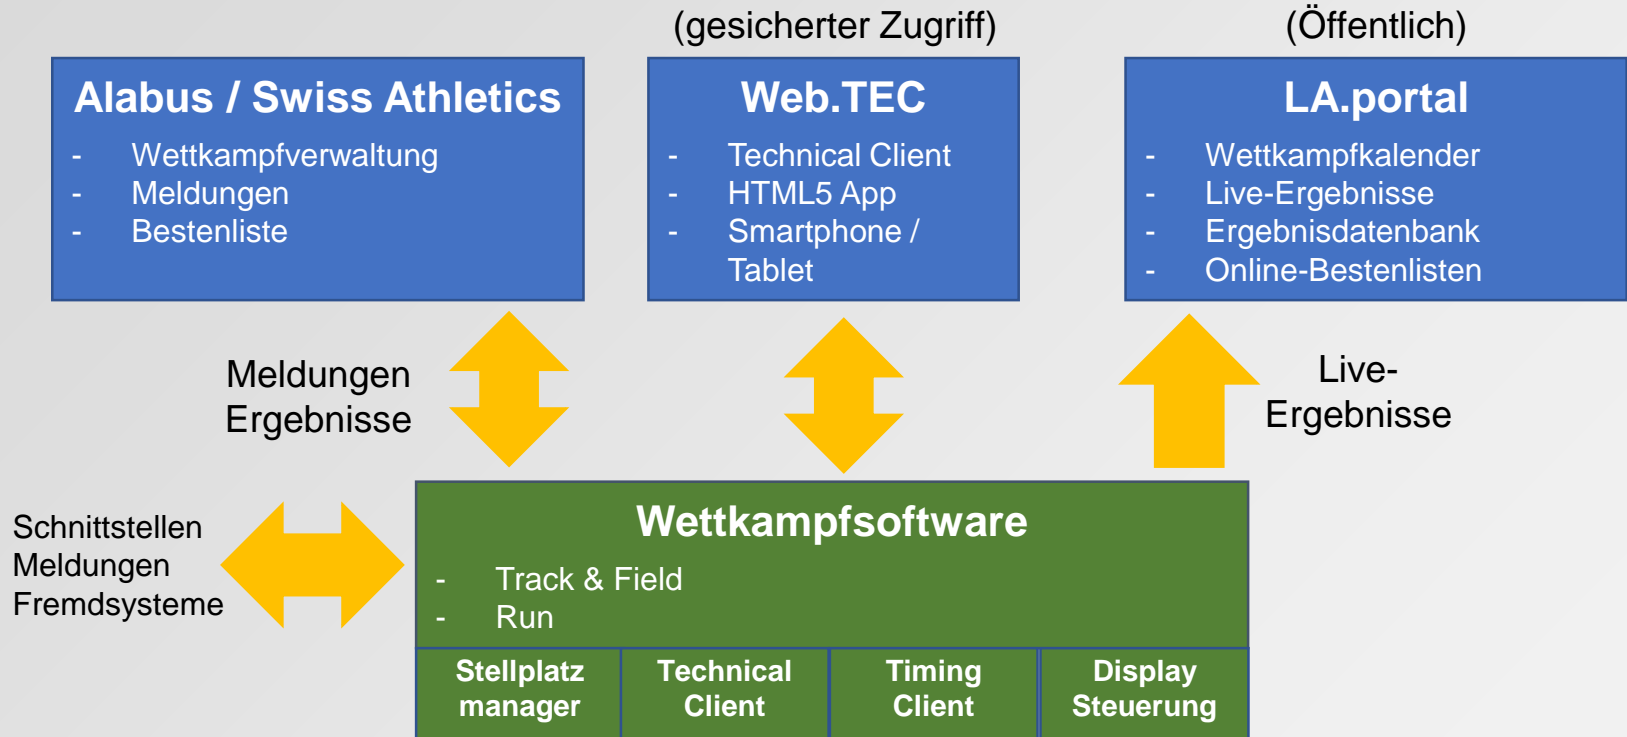 (gesicherter Zugriff)
(Öffentlich)
Alabus / Swiss Athletics
- Wettkampfverwaltung
- Meldungen
- Bestenliste
Web.TEC
- Technical Client
- HTML5 App
- Smartphone /
Tablet
LA.portal
- Wettkampfkalender
- Live-Ergebnisse
- Ergebnisdatenbank
- Online-Bestenlisten
Meldungen
Ergebnisse
Live-
Ergebnisse
Schnittstellen
Meldungen
Fremdsysteme
Wettkampfsoftware
- Track & Field
- Run
Stellplatz
manager
Technical
Client
Timing
Client
Display
Steuerung